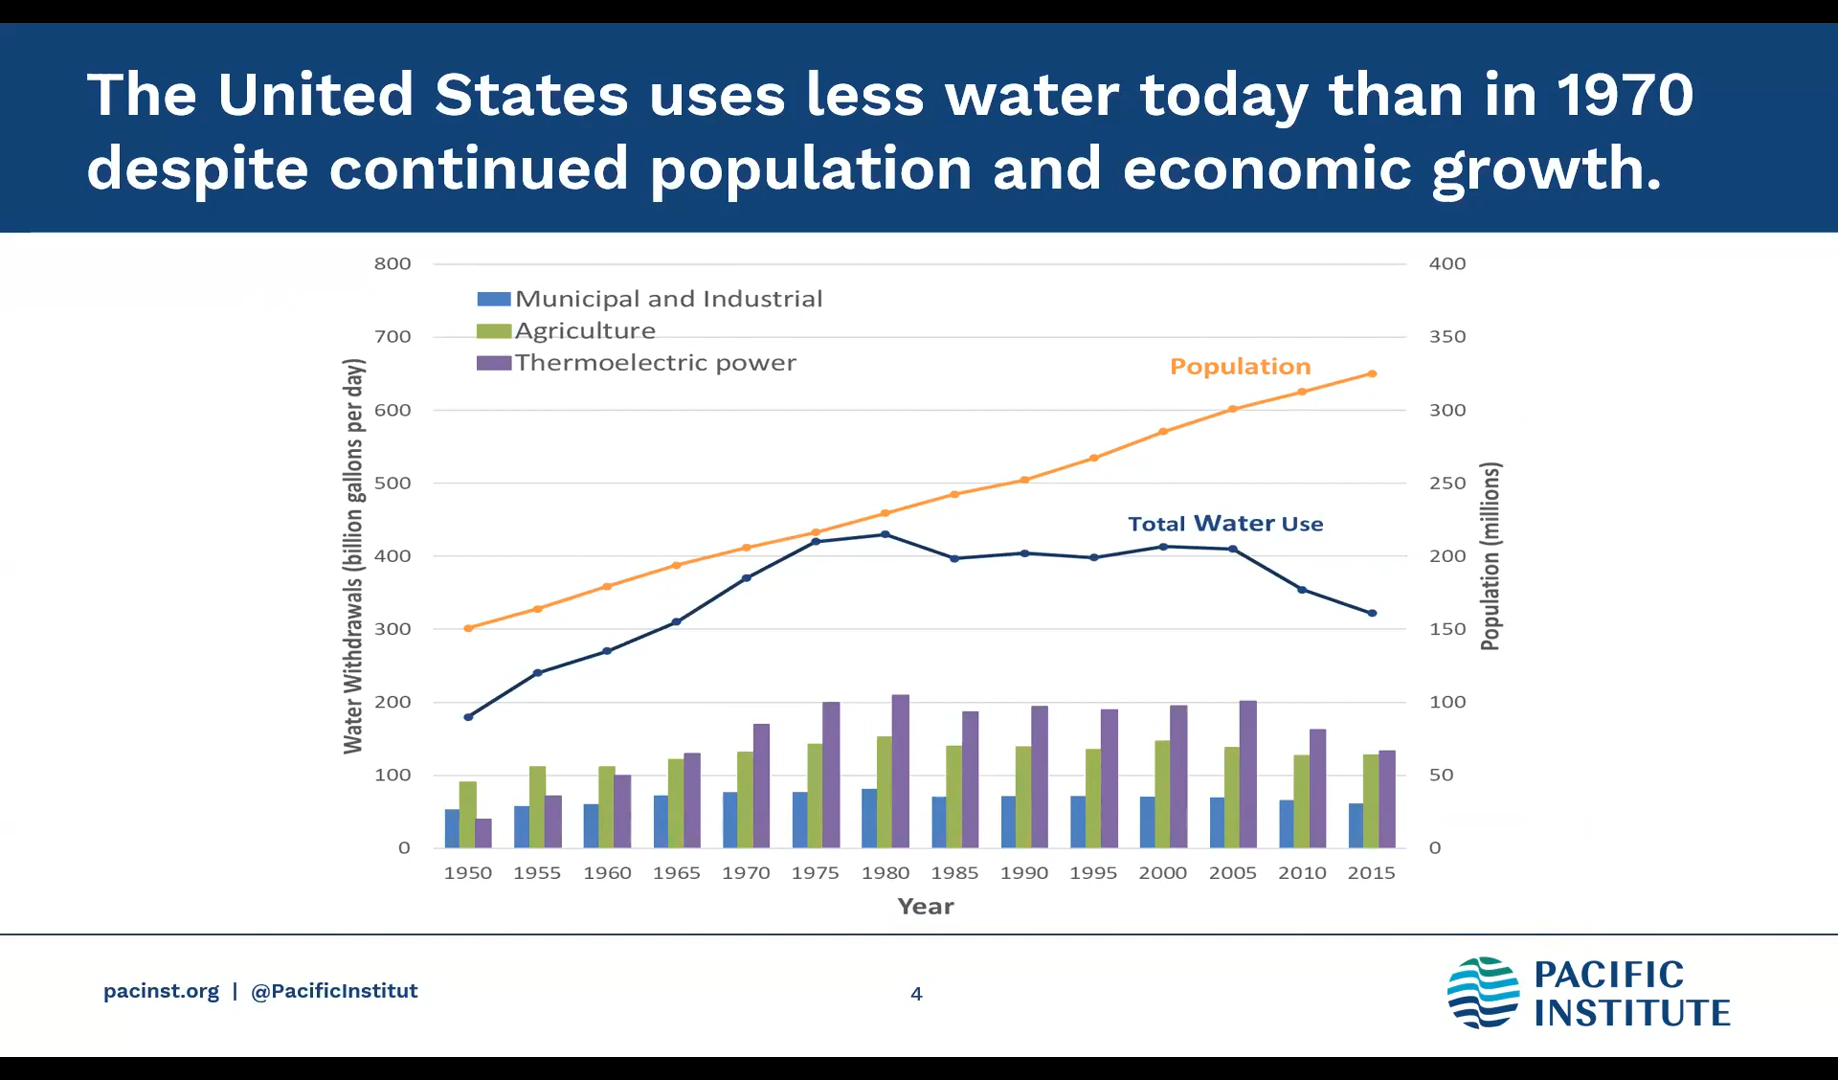 The United States uses less water today than in 1970
despite continued population and economic growth.
800
700
600
500
400
300
200
100
0
Water Withdrawals (billion gallons per day)
Municipal and Industrial
Agriculture
Thermoelectric power
Population
Total Water Use
400
350
300
250
200
150
100
50
0
Population (millions)
1950 1955 1960 1965 1970 1975 1980 1985 1990 1995 2000 2005 2010 2015
Year
pacinst.org | @PacificInstitut
4
PACIFIC
INSTITUTE